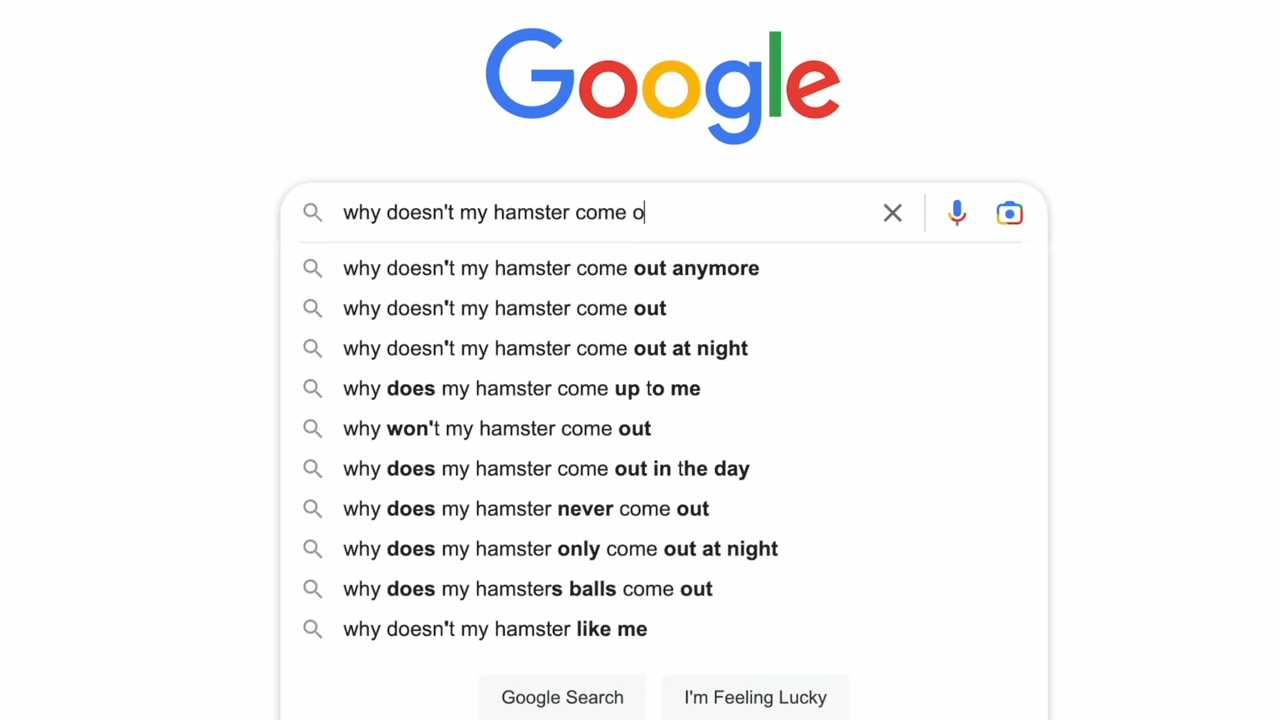 Google
why doesn't my hamster come o
why doesn't my hamster come out anymore
why doesn't my hamster come out
why doesn't my hamster come out at night
why does my hamster come up to me
why won't my hamster come out
why does my hamster come out in the day
why does my hamster never come out
why does my hamster only come out at night
why does my hamsters balls come out
why doesn't my hamster like me
Google Search I'm Feeling Lucky